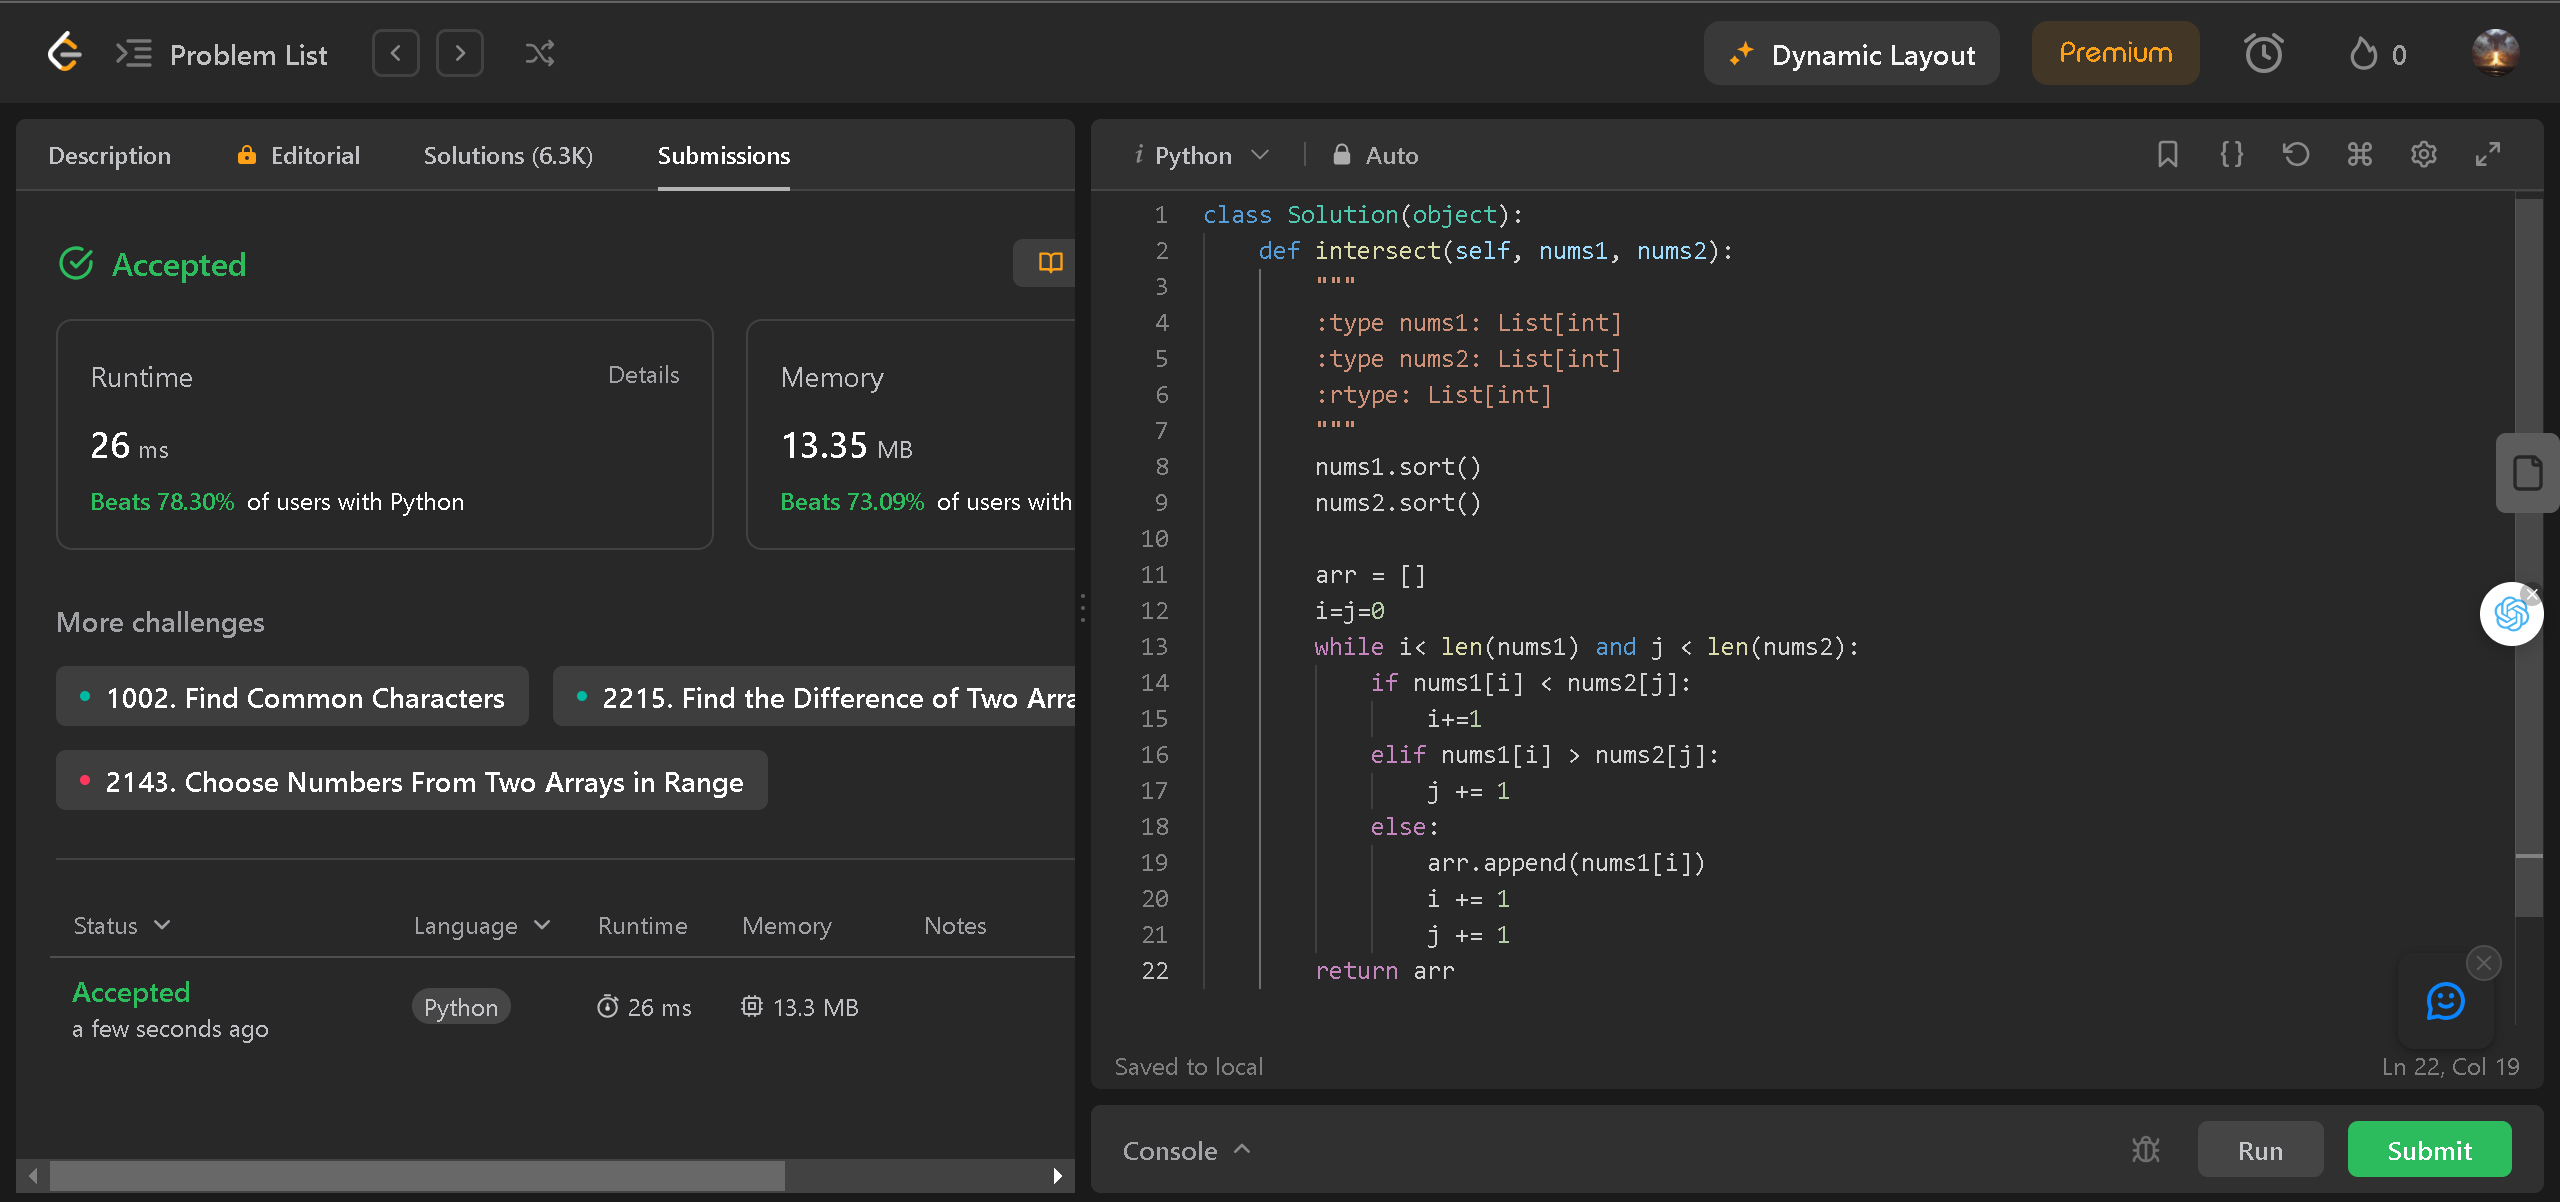 Problem List
Dynamic Layout
Premium
0
Description
Editorial
Solutions (6.3K)
Submissions
Accepted
Runtime
Details
26 ms
Beats 78.30% of users with Python
Memory
13.35 MB
Beats 73.09% of users with
More challenges
1002. Find Common Characters
2215. Find the Difference of Two Arra
2143. Choose Numbers From Two Arrays in Range
Status
Language
Runtime
Memory
Notes
Accepted
a few seconds ago
Python
26 ms
13.3 MB
i Python
Auto
1 class Solution(object):
2 def intersect(self, nums1, nums2):
3 """
4 :type nums1: List[int]
5 :type nums2: List[int]
6 :rtype: List[int]
7 """
8 nums1.sort()
9 nums2.sort()
10
11 arr = []
12 i=j=0
13 while i< len(nums1) and j < len(nums2):
14 if nums1[i] < nums2[j]:
15 i+=1
16 elif nums1[i] > nums2[j]:
17 j += 1
18 else:
19 arr.append(nums1[i])
20 i += 1
21 j += 1
22 return arr
Saved to local
Ln 22, Col 19
Console
Run
Submit